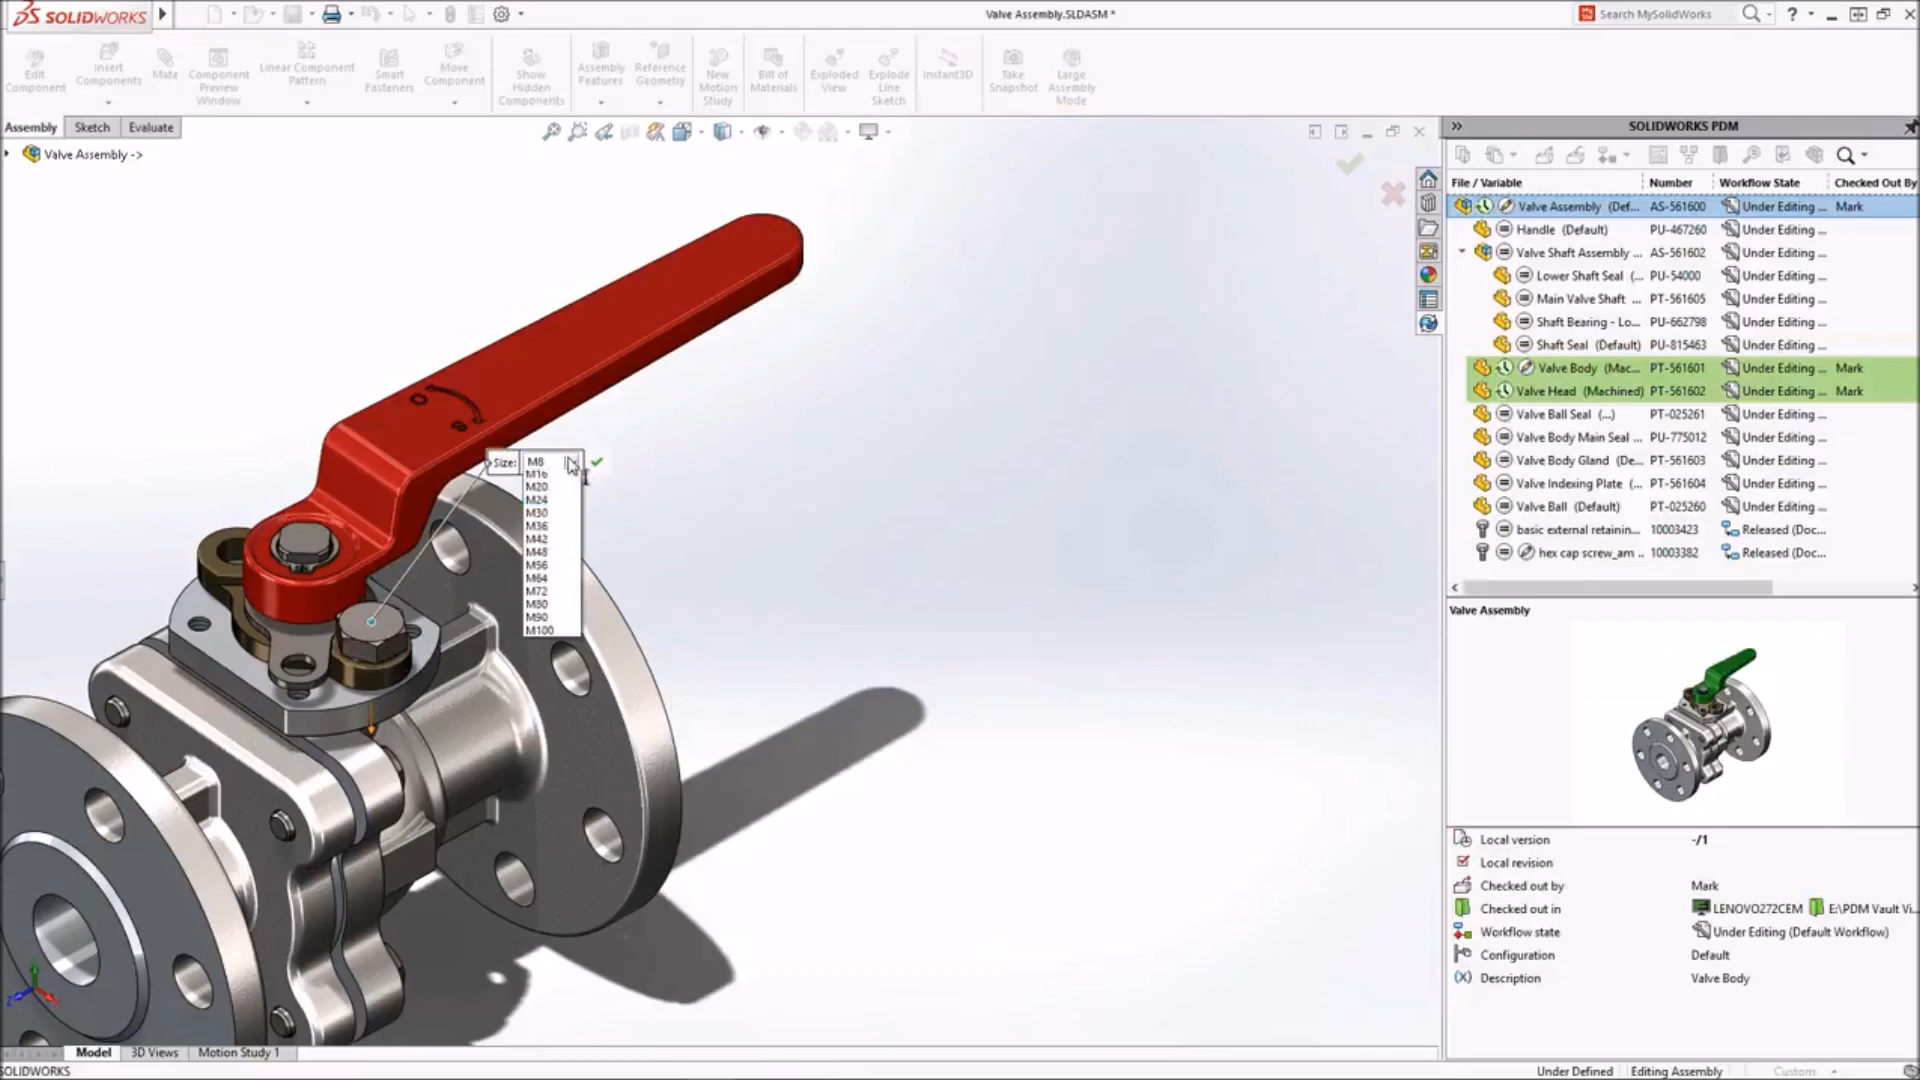 SOLIDWORKS
Valve Assembly.SLDASM *
Search MySolidWorks
Edit Component
Insert Components
Mate
Component Preview Window
Linear Component Pattern
Smart Fasteners
Move Component
Show Hidden Components
Assembly Features
Reference Geometry
New Motion Study
Bill of Materials
Exploded View
Explode Line Sketch
Instant3D
Take Snapshot
Large Assembly Mode
Assembly Sketch Evaluate
Valve Assembly ->
O
S
Size: M8
M16
M20
M24
M30
M36
M42
M48
M56
M64
M72
M80
M90
M100
SOLIDWORKS PDM
File / Variable Number Workflow State Checked Out By
Valve Assembly (Def... AS-561600 Under Editing ... Mark
Handle (Default) PU-467260 Under Editing ...
Valve Shaft Assembly ... AS-561602 Under Editing ...
Lower Shaft Seal (... PU-54000 Under Editing ...
Main Valve Shaft ... PT-561605 Under Editing ...
Shaft Bearing - Lo... PU-662798 Under Editing ...
Shaft Seal (Default) PU-815463 Under Editing ...
Valve Body (Mac... PT-561601 Under Editing ... Mark
Valve Head (Machined) PT-561602 Under Editing ... Mark
Valve Ball Seal (...) PT-025261 Under Editing ...
Valve Body Main Seal ... PU-775012 Under Editing ...
Valve Body Gland (De... PT-561603 Under Editing ...
Valve Indexing Plate (... PT-561604 Under Editing ...
Valve Ball (Default) PT-025260 Under Editing ...
basic external retainin... 10003423 Released (Doc...
hex cap screw_am ... 10003382 Released (Doc...
Valve Assembly
Local version -/1
Local revision
Checked out by Mark
Checked out in LENOVO272CEM E:\PDM Vault Vi...
Workflow state Under Editing (Default Workflow)
Configuration Default
Description Valve Body
Z
Model 3D Views Motion Study 1
SOLIDWORKS
Under Defined Editing Assembly Custom